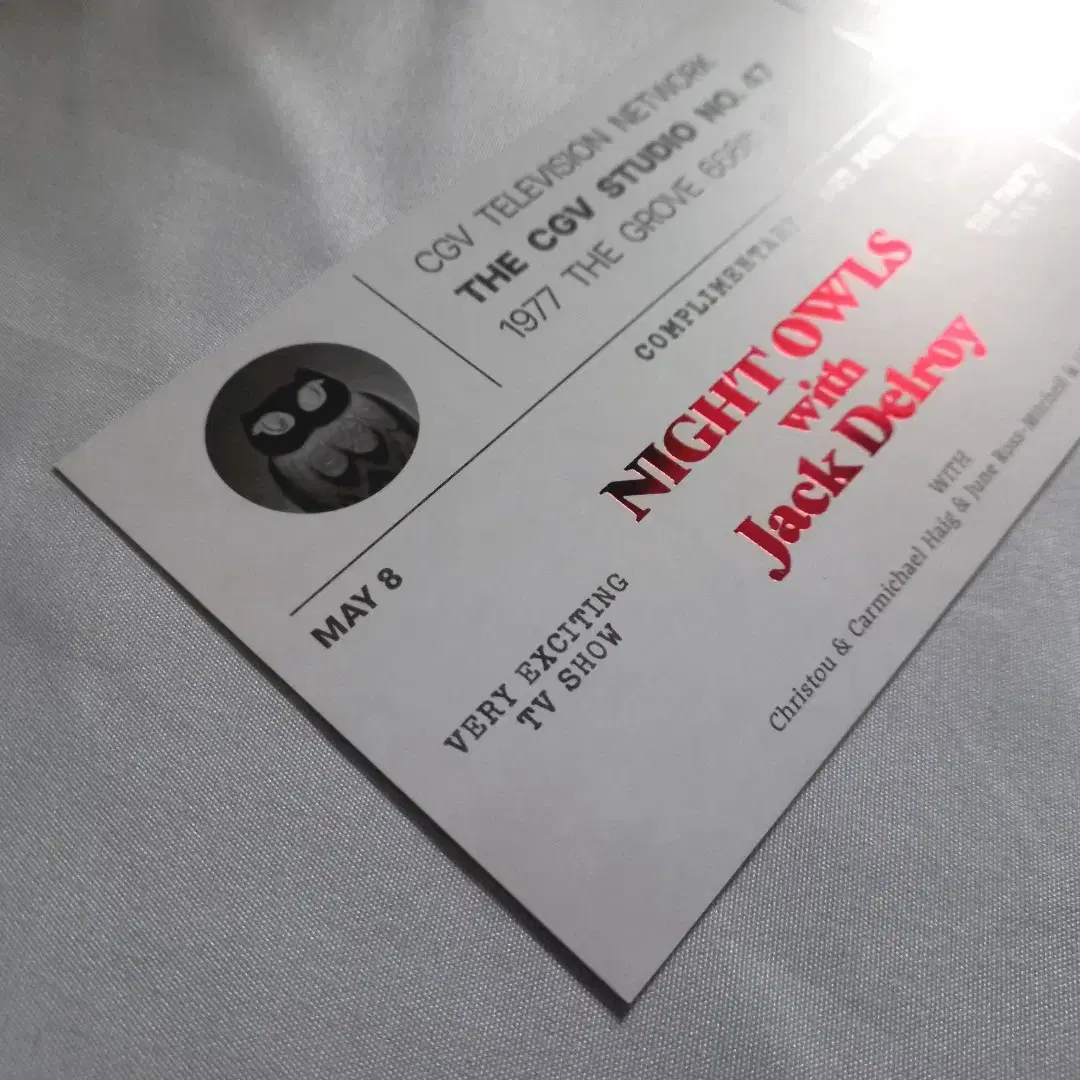 CGV TELEVISION NETWORK
THE CGV STUDIO NO. 47
1977 THE GROVE
COMPLIMENTARY
NIGHT OWLS
with
Jack Delroy
WITH
Christou & Carmichael Haig & June Ross-Mitchell &
MAY 8
VERY EXCITING
TV SHOW